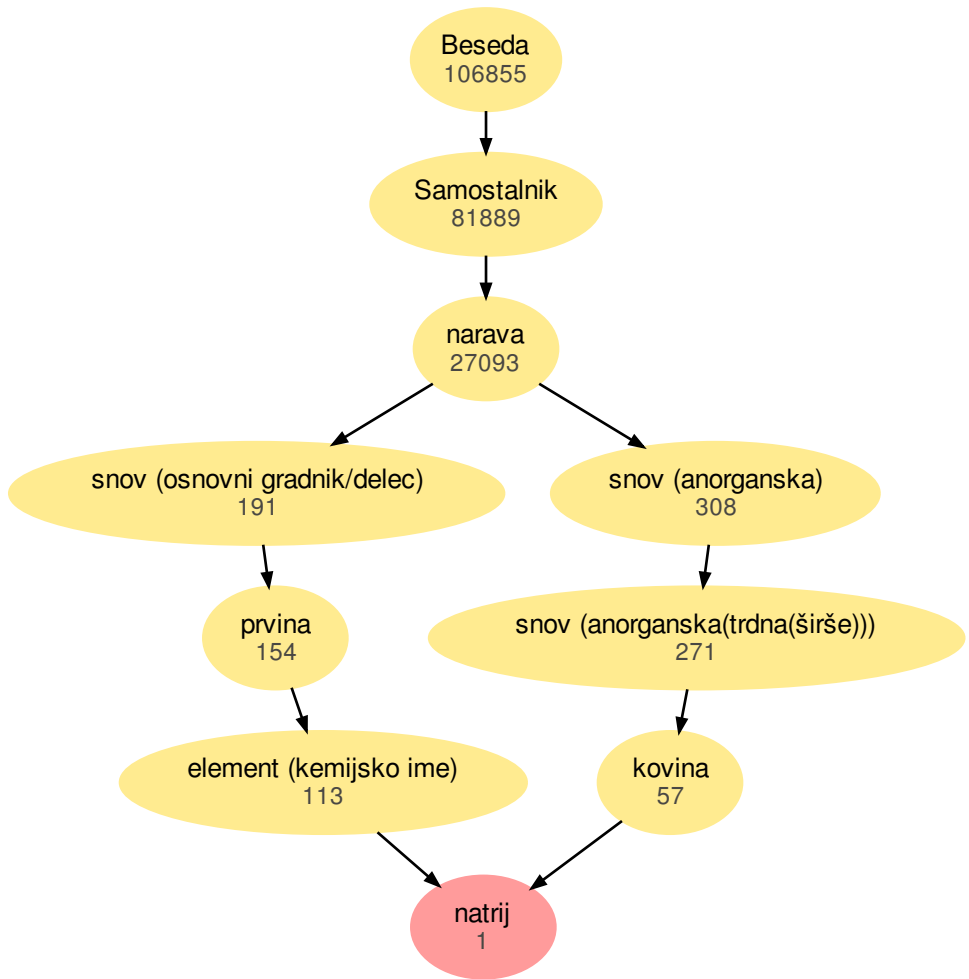 Beseda
106855
Samostalnik
81889
narava
27093
snov (osnovni gradnik/delec)
191
snov (anorganska)
308
prvina
154
snov (anorganska(trdna(širše)))
271
element (kemijsko ime)
113
kovina
57
natrij
1